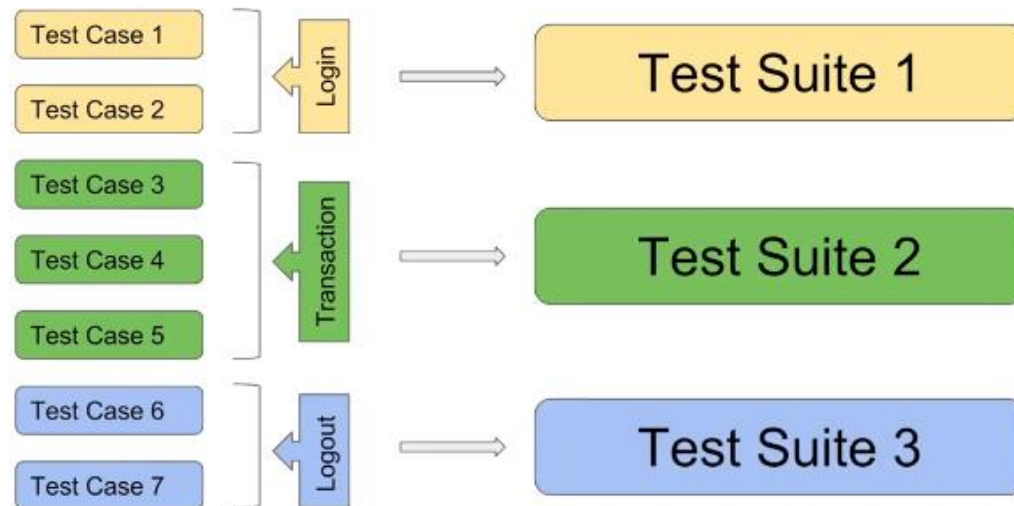 Test Case 1
Test Case 2
Login
Test Suite 1
Test Case 3
Test Case 4
Test Case 5
Transaction
Test Suite 2
Test Case 6
Test Case 7
Logout
Test Suite 3